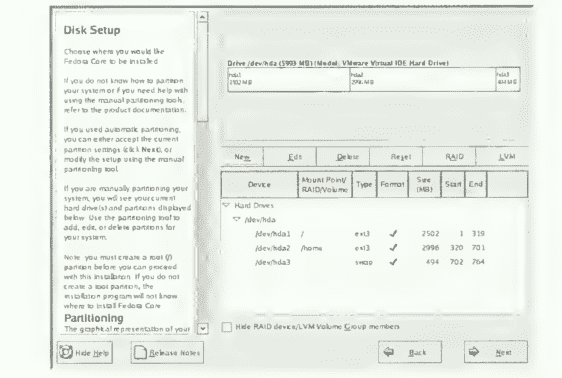 Disk Setup
Choose where you would like
Fedora Core to be installed
If you do not know how to partition
your system or if you need help with
using the manual partitioning tools,
refer to the product documentation.
If you used automatic partitioning,
you can either accept the current
partition settings (click Next), or
modify the setup using the manual
partitioning tool.
If you are manually partitioning your
system, you will see your current
hard drive(s) and partitions displayed
below. Use the partitioning tool to
add, edit, or delete partitions for
your system.
Note: you must create a root (/)
partition before you can proceed
with this installation. If you do not
create a root partition, the
installation program will not know
where to install Fedora Core
Partitioning
The graphical representation of your
Drive /dev/hda (5993 MB) (Model: VMware Virtual IDE Hard Drive)
hda1 hda2 hda3
2502 MB 2996 MB 494 MB
New Edit Delete Reset RAID LVM
Device Mount Point/ RAID/Volume Type Format Size (MB) Start End
Hard Drives
/dev/hda
/dev/hda1 / ext3 ✔ 2502 1 319
/dev/hda2 /home ext3 ✔ 2996 320 701
/dev/hda3 swap ✔ 494 702 764
Hide RAID device/LVM Volume Group members
Hide Help Release Notes Back Next